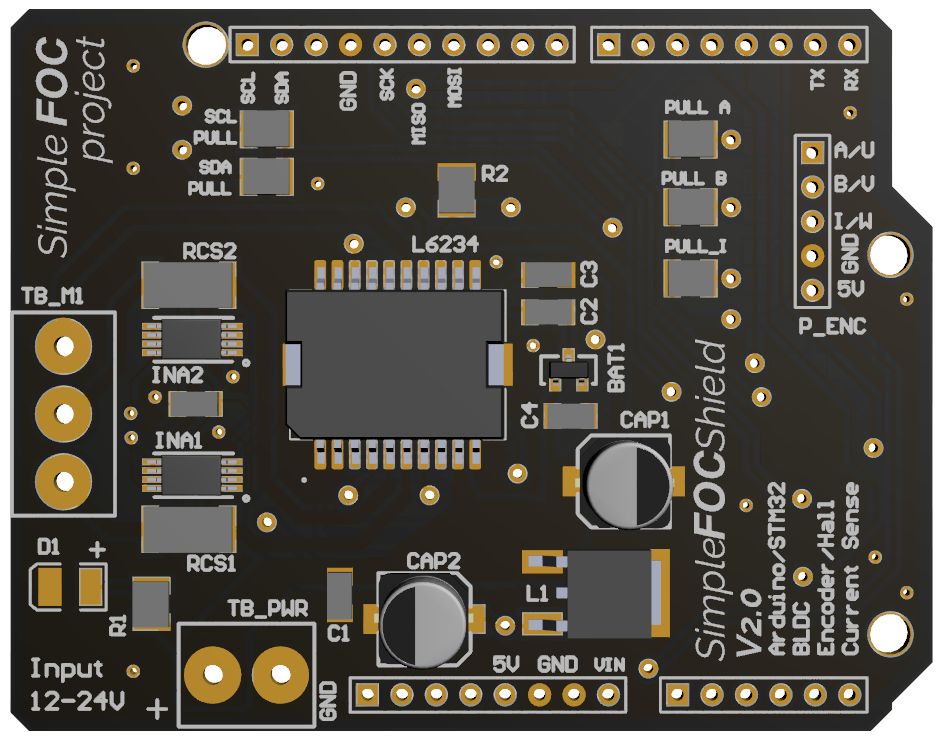 Simple FOC
project
SCL
SDA
GND
SCK
MISO
MOSI
TX
RX
SCL
PULL
SDA
PULL
R2
PULL A
PULL B
PULL_I
A/U
B/V
I/W
GND
5V
P_ENC
L6234
RCS2
TB_M1
INA2
INA1
RCS1
C3
C2
BAT1
C4
CAP1
CAP2
D1
+
R1
TB_PWR
C1
L1
Input
12-24V
+
GND
5V GND VIN
SimpleFOCShield
V2.0
Arduino/STM32
BLDC
Encoder/Hall
Current Sense